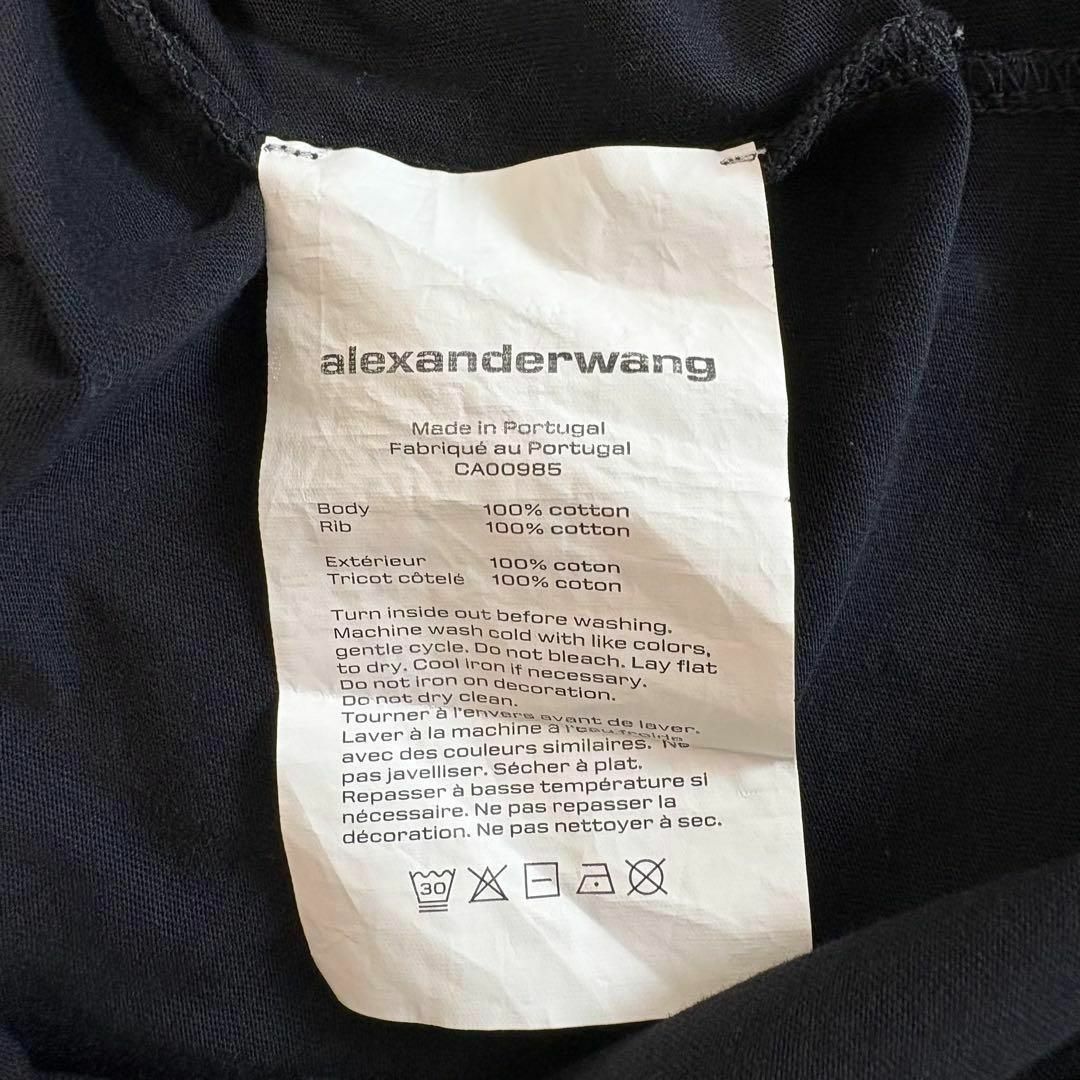 alexanderwang
Made in Portugal
Fabriqué au Portugal
CA00985
Body 100% cotton
Rib 100% cotton
Extérieur 100% coton
Tricot côtelé 100% coton
Turn inside out before washing.
Machine wash cold with like colors,
gentle cycle. Do not bleach. Lay flat
to dry. Cool iron if necessary.
Do not iron on decoration.
Do not dry clean.
Tourner à l'envers avant de laver.
Laver à la machine à l'eau froide
avec des couleurs similaires. Ne
pas javelliser. Sécher à plat.
Repasser à basse température si
nécessaire. Ne pas repasser la
décoration. Ne pas nettoyer à sec.
30